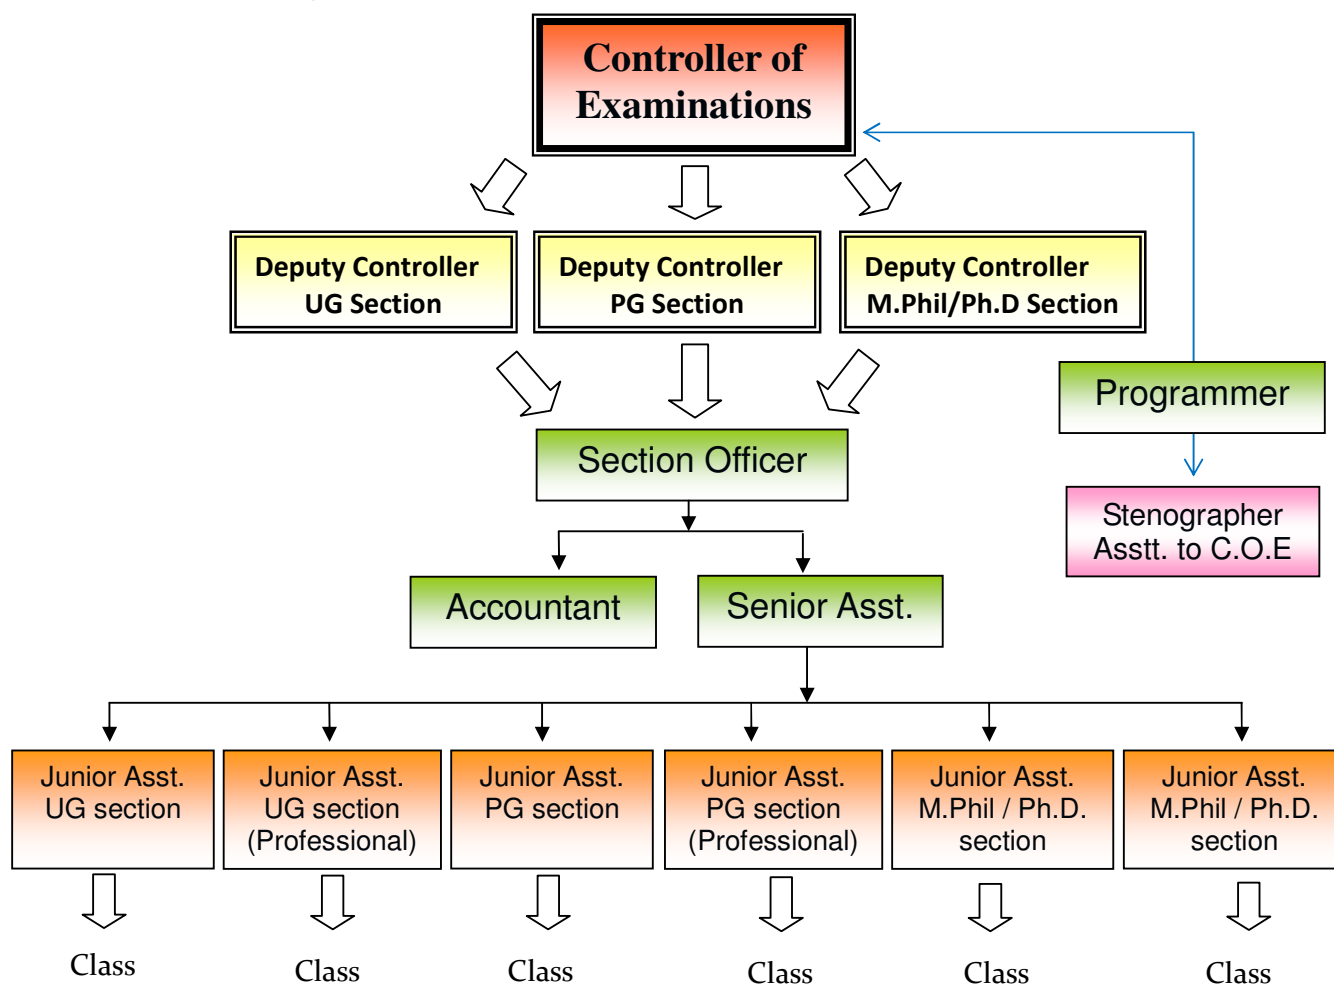 Controller of
Examinations
Deputy Controller
UG Section
Deputy Controller
PG Section
Deputy Controller
M.Phil/Ph.D Section
Programmer
Section Officer
Stenographer
Asstt. to C.O.E
Accountant
Senior Asst.
Junior Asst.
UG section
Junior Asst.
UG section
(Professional)
Junior Asst.
PG section
Junior Asst.
PG section
(Professional)
Junior Asst.
M.Phil / Ph.D.
section
Junior Asst.
M.Phil / Ph.D.
section
Class
Class
Class
Class
Class
Class